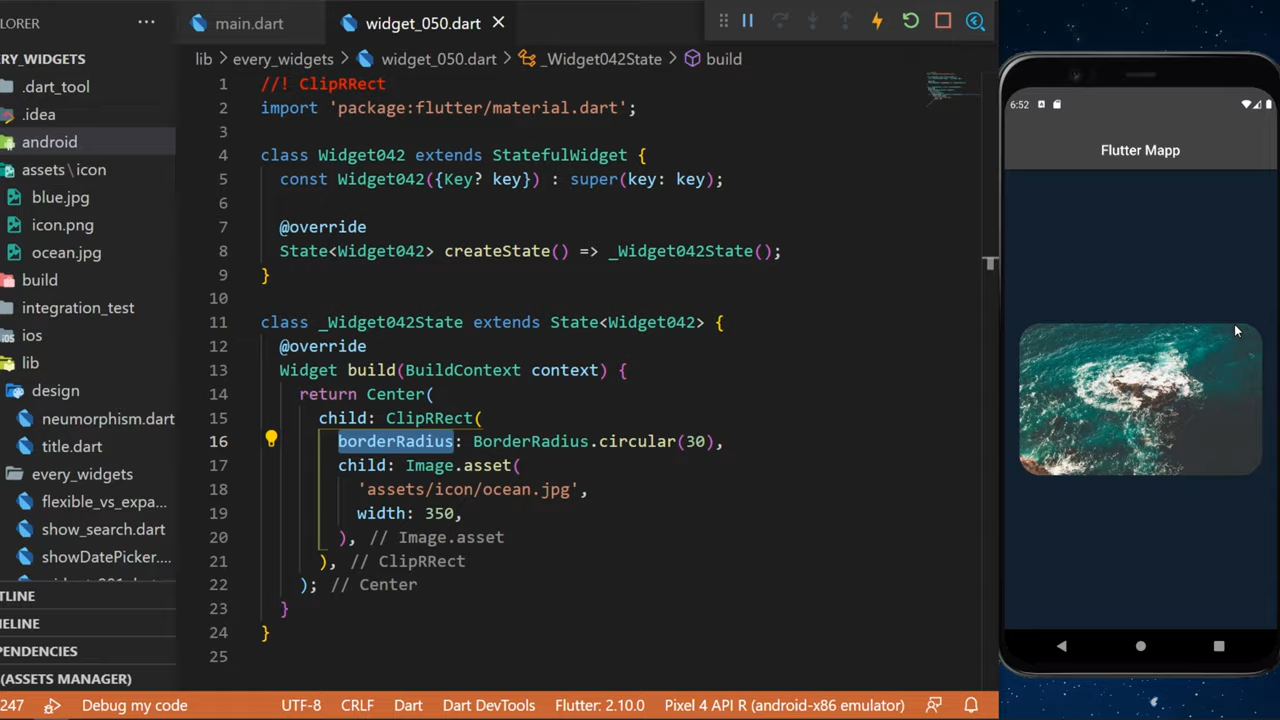 LORER
main.dart
widget_050.dart
RY_WIDGETS
.dart_tool
.idea
android
assets\icon
blue.jpg
icon.png
ocean.jpg
build
integration_test
ios
lib
design
neumorphism.dart
title.dart
every_widgets
flexible_vs_expa...
show_search.dart
showDatePicker....
TLINE
MELINE
PENDENCIES
(ASSETS MANAGER)
lib > every_widgets > widget_050.dart > _Widget042State > build
1 //! ClipRRect
2 import 'package:flutter/material.dart';
3
4 class Widget042 extends StatefulWidget {
5 const Widget042({Key? key}) : super(key: key);
6
7 @override
8 State<Widget042> createState() => _Widget042State();
9 }
10
11 class _Widget042State extends State<Widget042> {
12 @override
13 Widget build(BuildContext context) {
14 return Center(
15 child: ClipRRect(
16 borderRadius: BorderRadius.circular(30),
17 child: Image.asset(
18 'assets/icon/ocean.jpg',
19 width: 350,
20 ), // Image.asset
21 ), // ClipRRect
22 ); // Center
23 }
24 }
25
6:52
Flutter Mapp
247 Debug my code UTF-8 CRLF Dart Dart DevTools Flutter: 2.10.0 Pixel 4 API R (android-x86 emulator)